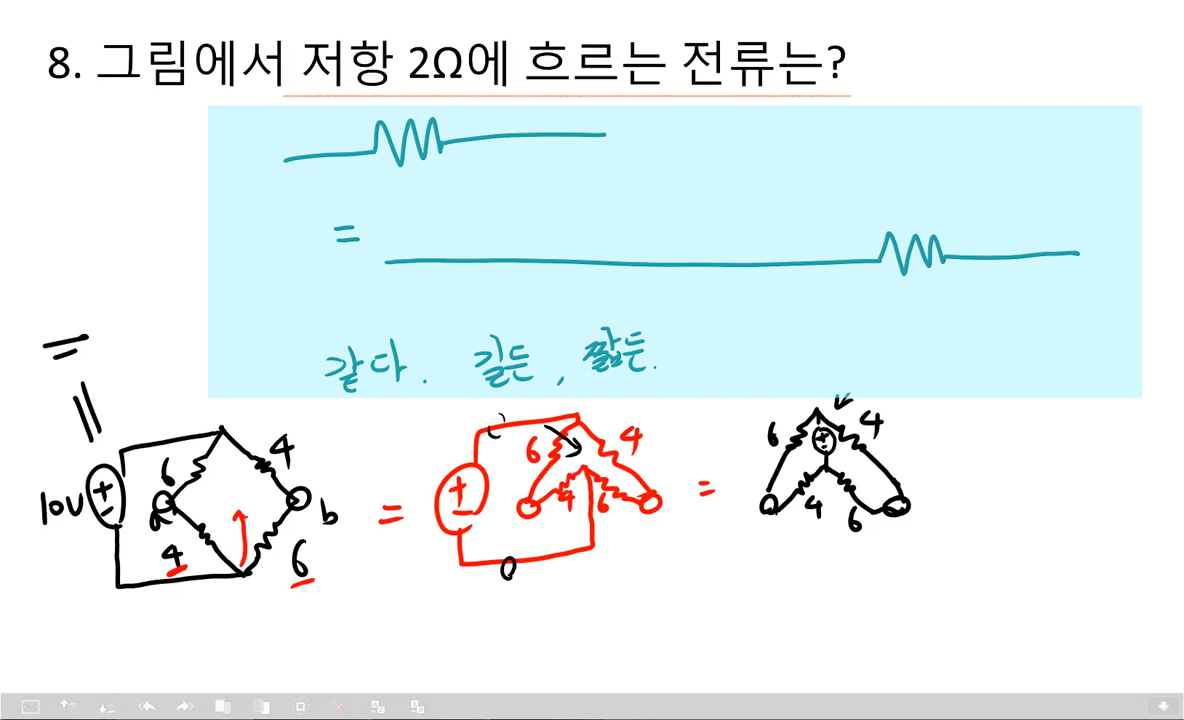 8. 그림에서 저항 2Ω에 흐르는 전류는?
=
같다. 길든, 짧든.
=
=
10V + - 6 4 a b 4 6
=
+ - 6 4 4 6 0
=
6 4 + - 4 6